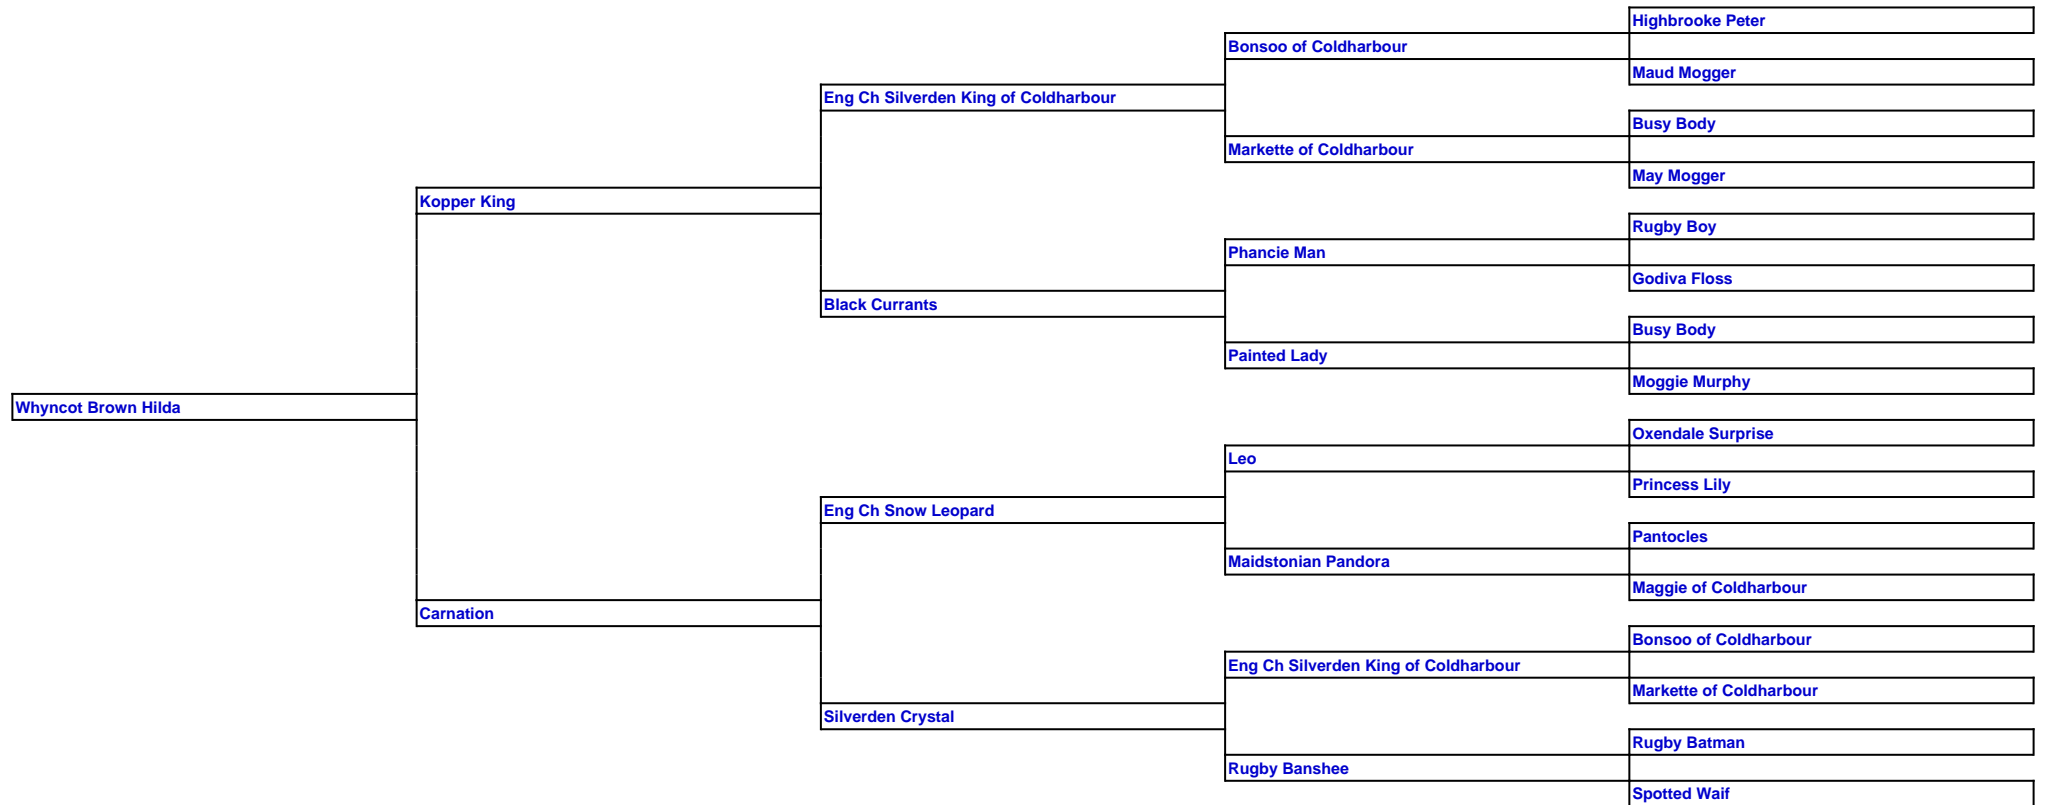 Highbrooke Peter
Bonsoo of Coldharbour
Maud Mogger
Eng Ch Silverden King of Coldharbour
Busy Body
Markette of Coldharbour
May Mogger
Kopper King
Rugby Boy
Phancie Man
Godiva Floss
Black Currants
Busy Body
Painted Lady
Moggie Murphy
Whyncot Brown Hilda
Oxendale Surprise
Leo
Princess Lily
Eng Ch Snow Leopard
Pantocles
Maidstonian Pandora
Maggie of Coldharbour
Carnation
Bonsoo of Coldharbour
Eng Ch Silverden King of Coldharbour
Markette of Coldharbour
Silverden Crystal
Rugby Batman
Rugby Banshee
Spotted Waif